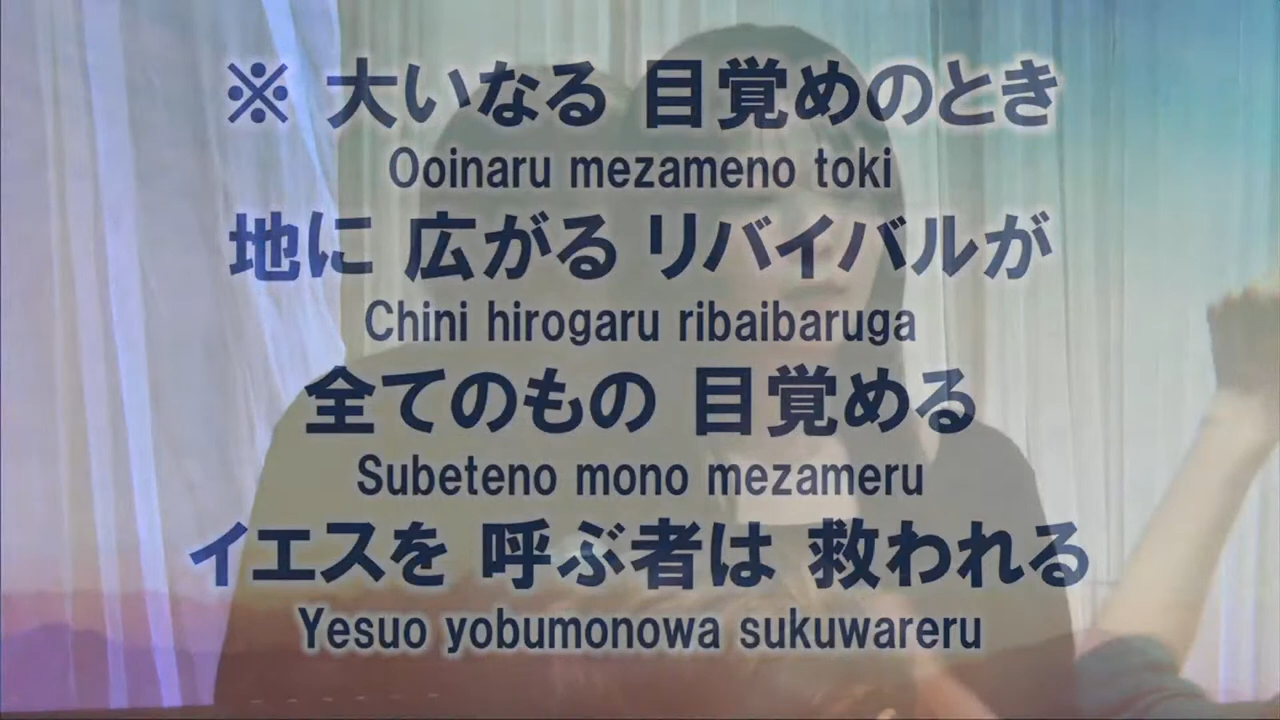 ※ 大いなる 目覚めのとき
Ooinaru mezameno toki
地に 広がる リバイバルが
Chini hirogaru ribaibaruga
全てのもの 目覚める
Subeteno mono mezameru
イエスを 呼ぶ者は 救われる
Yesuo yobumonowa sukuwareru